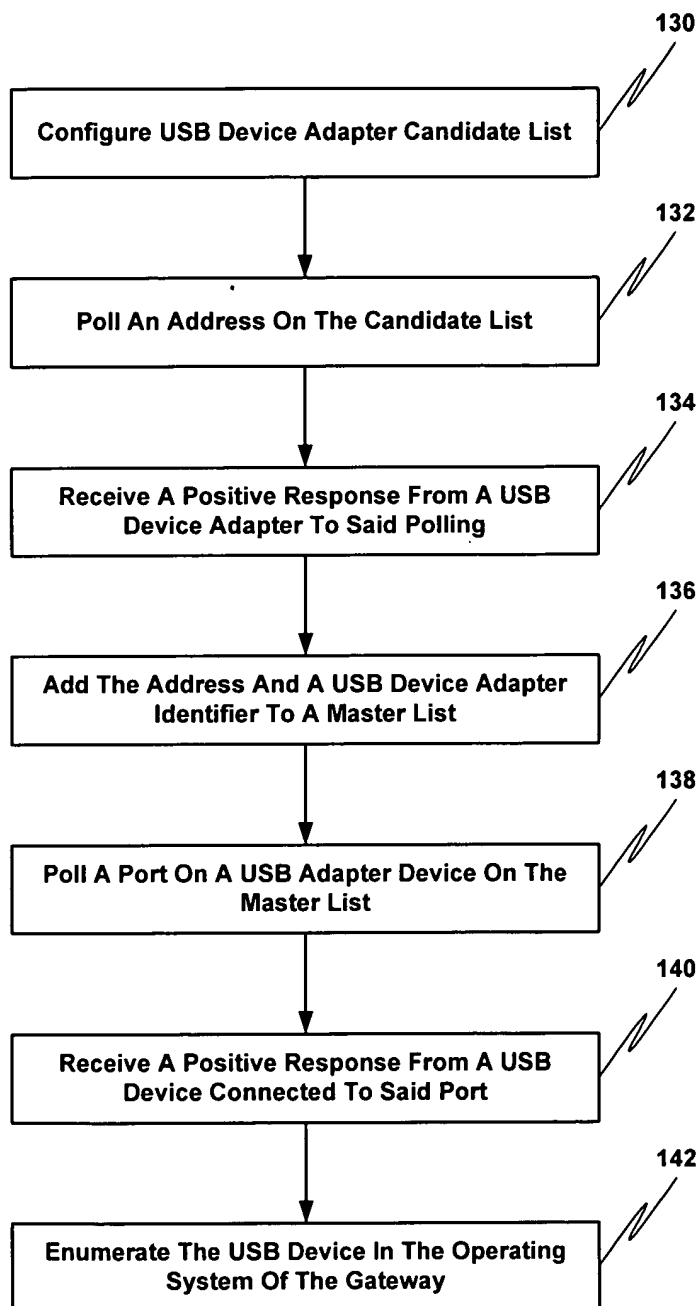 130
Configure USB Device Adapter Candidate List
132
Poll An Address On The Candidate List
134
Receive A Positive Response From A USB
Device Adapter To Said Polling
136
Add The Address And A USB Device Adapter
Identifier To A Master List
138
Poll A Port On A USB Adapter Device On The
Master List
140
Receive A Positive Response From A USB
Device Connected To Said Port
142
Enumerate The USB Device In The Operating
System Of The Gateway